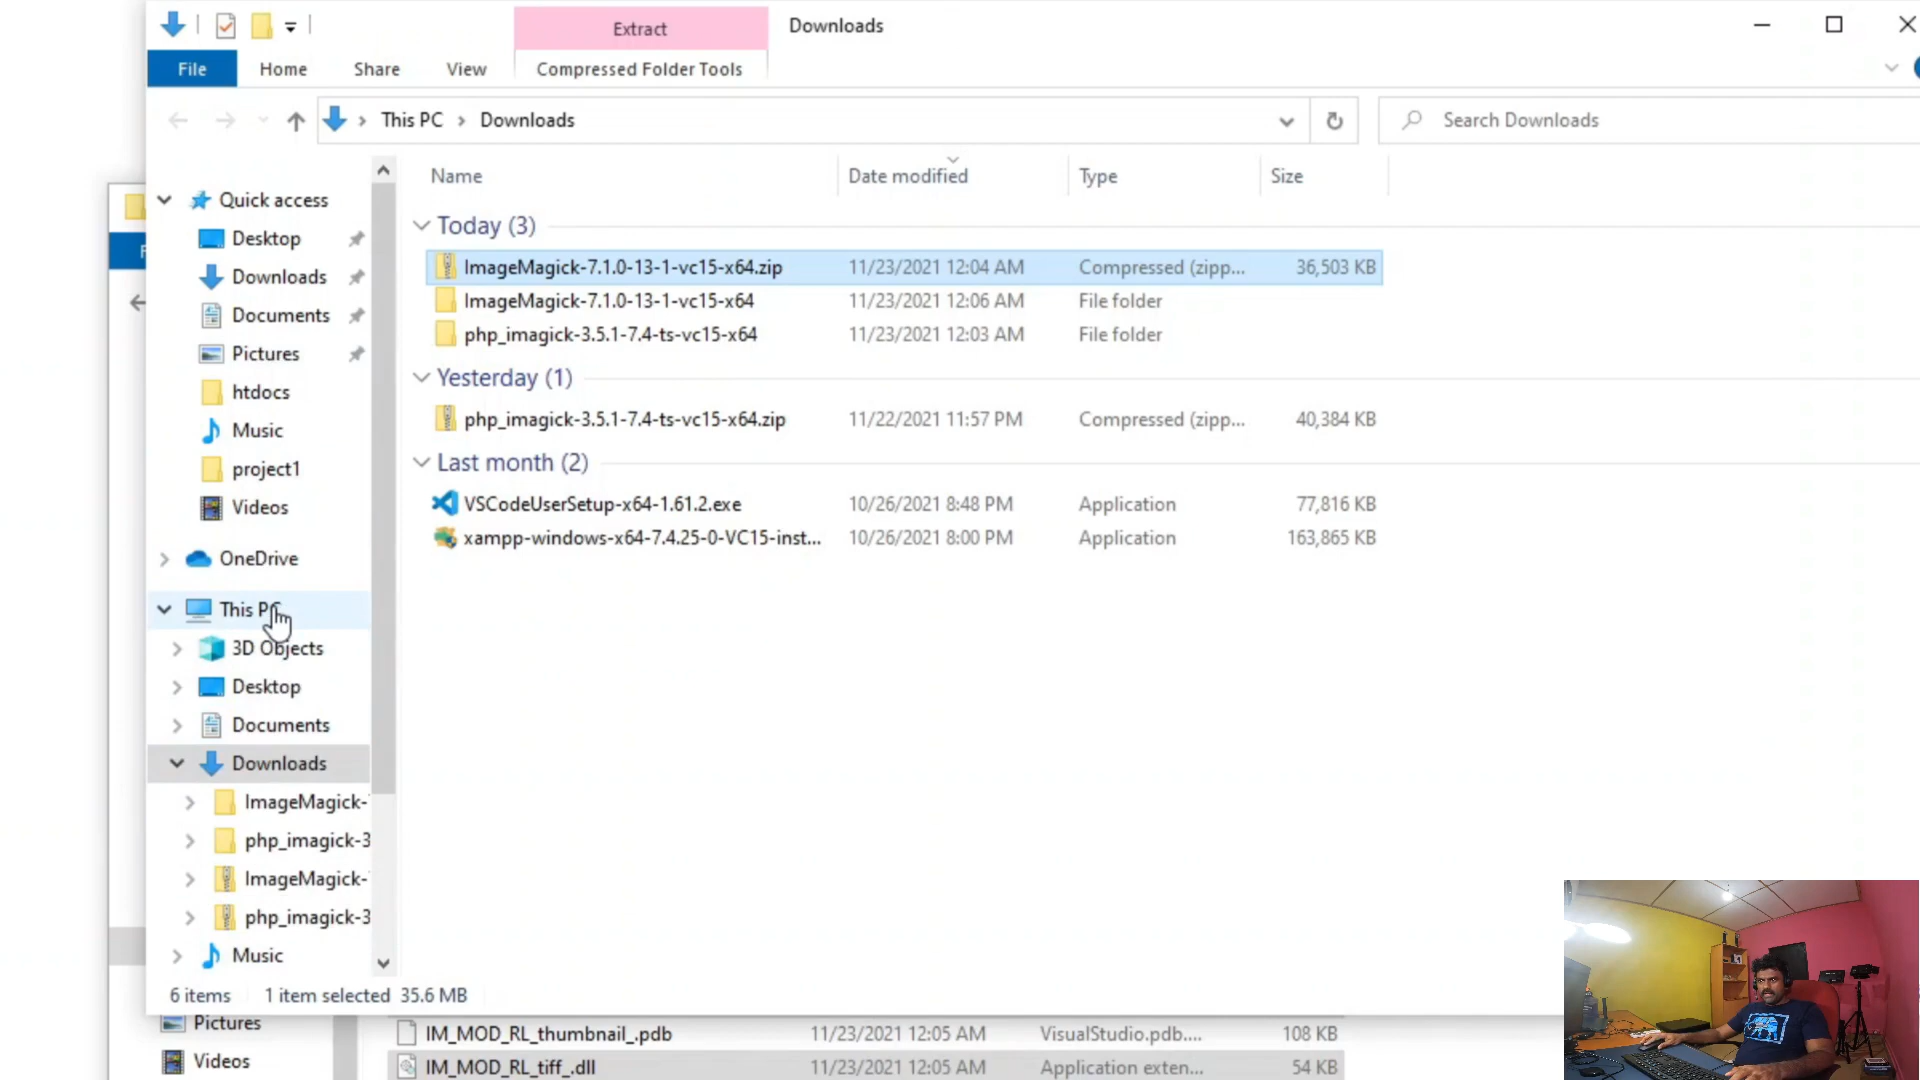 Extract
Downloads
File
Home
Share
View
Compressed Folder Tools
This PC
Downloads
Search Downloads
Name
Date modified
Type
Size
Quick access
Desktop
Downloads
Documents
Pictures
htdocs
Music
project1
Videos
OneDrive
This PC
3D Objects
Desktop
Documents
Downloads
ImageMagick-
php_imagick-3
ImageMagick-
php_imagick-3
Music
Today (3)
ImageMagick-7.1.0-13-1-vc15-x64.zip 11/23/2021 12:04 AM Compressed (zipp... 36,503 KB
ImageMagick-7.1.0-13-1-vc15-x64 11/23/2021 12:06 AM File folder
php_imagick-3.5.1-7.4-ts-vc15-x64 11/23/2021 12:03 AM File folder
Yesterday (1)
php_imagick-3.5.1-7.4-ts-vc15-x64.zip 11/22/2021 11:57 PM Compressed (zipp... 40,384 KB
Last month (2)
VSCodeUserSetup-x64-1.61.2.exe 10/26/2021 8:48 PM Application 77,816 KB
xampp-windows-x64-7.4.25-0-VC15-inst... 10/26/2021 8:00 PM Application 163,865 KB
6 items 1 item selected 35.6 MB
Pictures
Videos
IM_MOD_RL_thumbnail_.pdb 11/23/2021 12:05 AM VisualStudio.pdb.... 108 KB
IM_MOD_RL_tiff_.dll 11/23/2021 12:05 AM Application exten... 54 KB